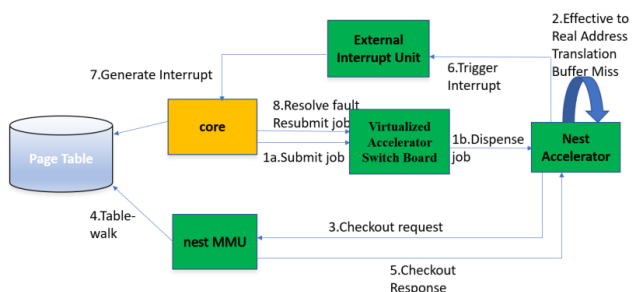 2.Effective to
Real Address
Translation
Buffer Miss
External
Interrupt Unit
6.Trigger
Interrupt
7.Generate Interrupt
8.Resolve fault
Resubmit job
core
Virtualized
Accelerator
Switch Board
1b.Dispense
job
Nest
Accelerator
Page Table
1a.Submit job
4.Table-
walk
nest MMU
3.Checkout request
5.Checkout
Response